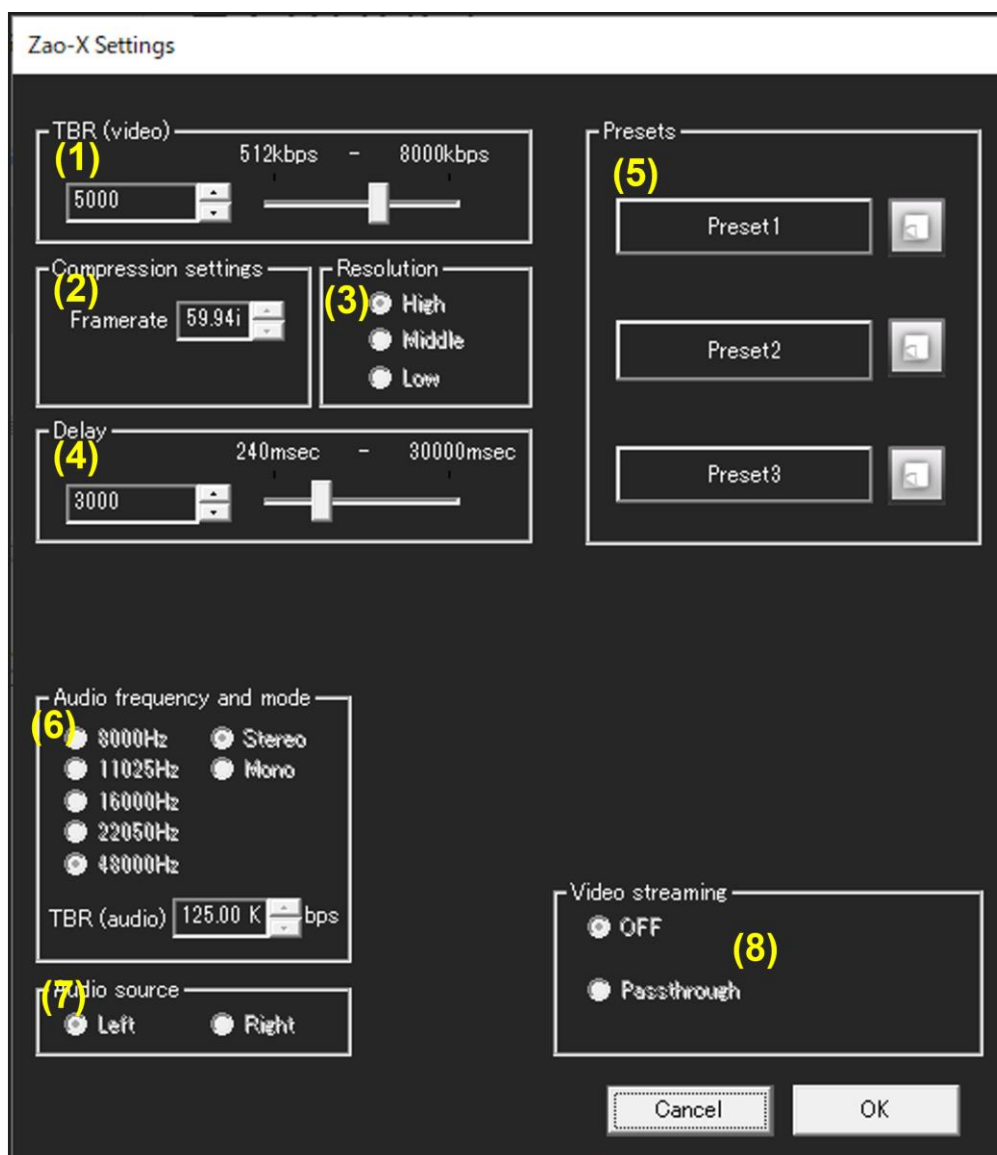 Zao-X Settings
TBR (video)
(1)
512kbps - 8000kbps
5000
Compression settings
(2)
Framerate 59.94i
Resolution
(3)
High
Middle
Low
Delay
(4)
240msec - 30000msec
3000
Presets
(5)
Preset1
Preset2
Preset3
Audio frequency and mode
(6)
8000Hz Stereo
11025Hz Mono
16000Hz
22050Hz
48000Hz
TBR (audio) 125.00 K bps
Audio source
(7)
Left Right
Video streaming
OFF
(8)
Passthrough
Cancel OK